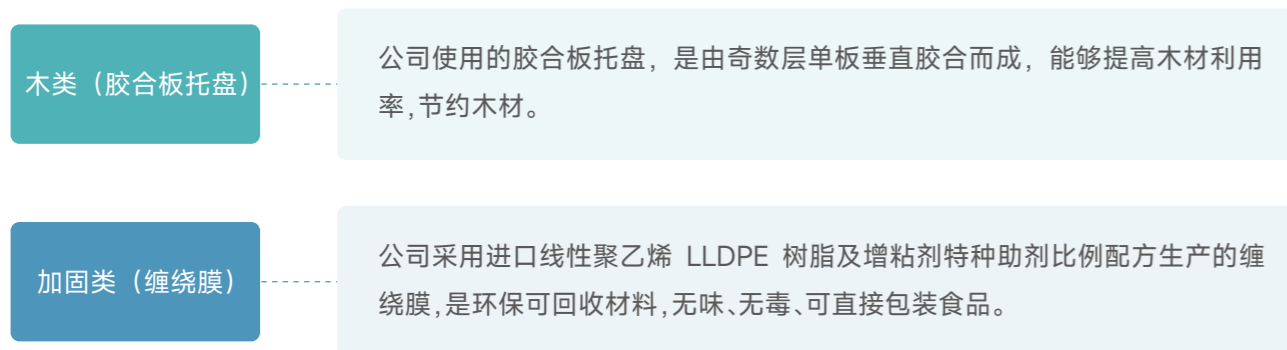 木类（胶合板托盘）
公司使用的胶合板托盘，是由奇数层单板垂直胶合而成，能够提高木材利用
率,节约木材。
加固类（缠绕膜）
公司采用进口线性聚乙烯 LLDPE 树脂及增粘剂特种助剂比例配方生产的缠
绕膜,是环保可回收材料,无味、无毒、可直接包装食品。